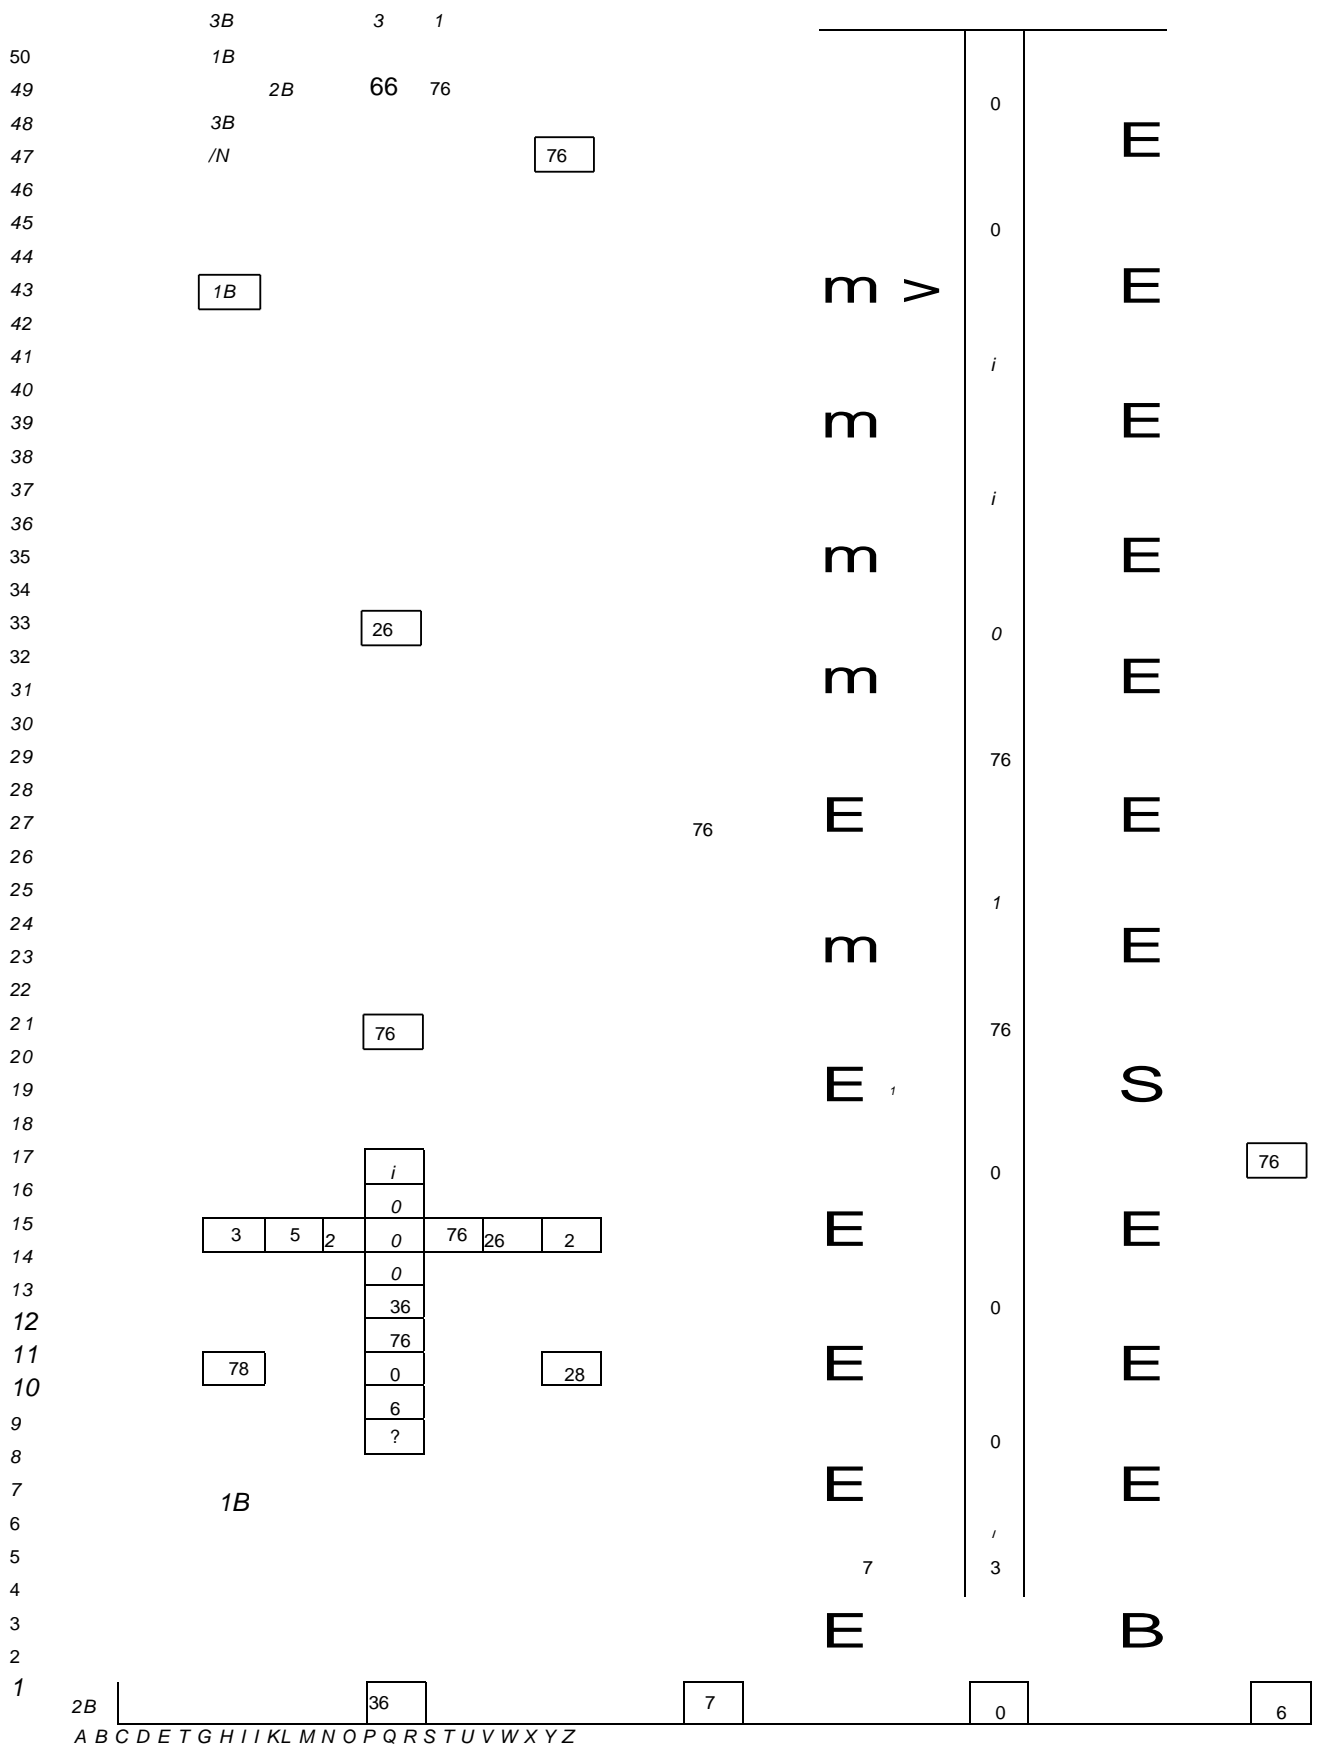 3B 3 1
50 1B
49 2B 66 76
0
48 3B E
47 /N 76
46
45 0
44
43 1B m > E
42
41 i
40
39 m E
38
37 i
36
35 m E
34
33 26 0
32
31 m E
30
29 76
28
27 76 E E
26
25
24 1
23 m E
22
21 76 76
20
19 E 1 S
18
17 i 0 76
16 0
15 3 5 2 0 76 26 2 E E
14 0
13 36 0
12 76
11 78 0 28 E E
10 6
9 ? 0
8
7 1B E E
6 /
5 7 3
4
3 E B
2
1
2B 36 7 0 6
A B C D E T G H I I K L M N O P Q R S T U V W X Y Z